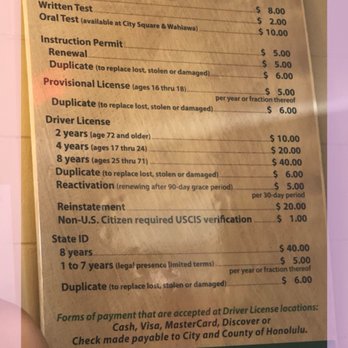 Written Test $ 8.00
Oral Test (available at City Square & Wahiawa) $ 2.00
$ 10.00
Instruction Permit
Renewal $ 5.00
Duplicate (to replace lost, stolen or damaged) $ 5.00
$ 6.00
Provisional License (ages 16 thru 18) $ 5.00
per year or fraction thereof
Duplicate (to replace lost, stolen or damaged) $ 6.00
Driver License
2 years (age 72 and older) $ 10.00
4 years (ages 17 thru 24) $ 20.00
8 years (ages 25 thru 71) $ 40.00
Duplicate (to replace lost, stolen or damaged) $ 6.00
Reactivation (renewing after 90-day grace period) $ 5.00
per 30-day period
Reinstatement $ 20.00
Non-U.S. Citizen required USCIS verification $ 1.00
State ID
8 years $ 40.00
1 to 7 years (legal presence limited terms) $ 5.00
per year or fraction thereof
Duplicate (to replace lost, stolen or damaged) $ 6.00
Forms of payment that are accepted at Driver License locations:
Cash, Visa, MasterCard, Discover or
Check made payable to City and County of Honolulu.